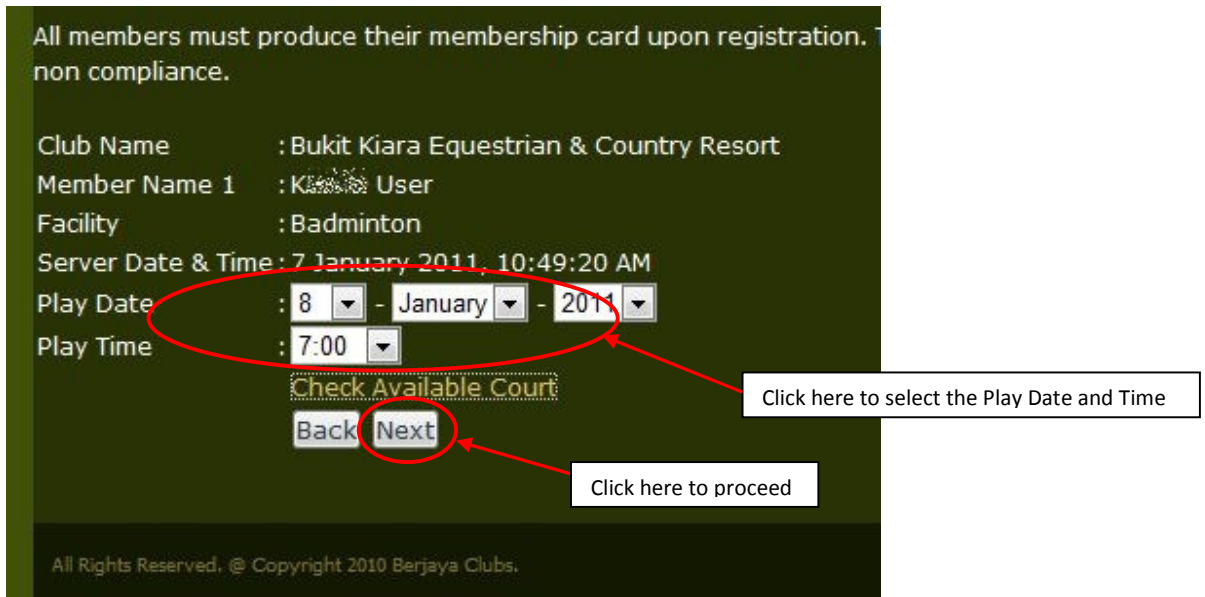 All members must produce their membership card upon registration.
non compliance.
Club Name : Bukit Kiara Equestrian & Country Resort
Member Name 1 : User
Facility : Badminton
Server Date & Time : 7 January 2011, 10:49:20 AM
Play Date : 8 - January - 2011
Play Time : 7:00
Check Available Court
Click here to select the Play Date and Time
Back Next
Click here to proceed
All Rights Reserved. @ Copyright 2010 Berjaya Clubs.